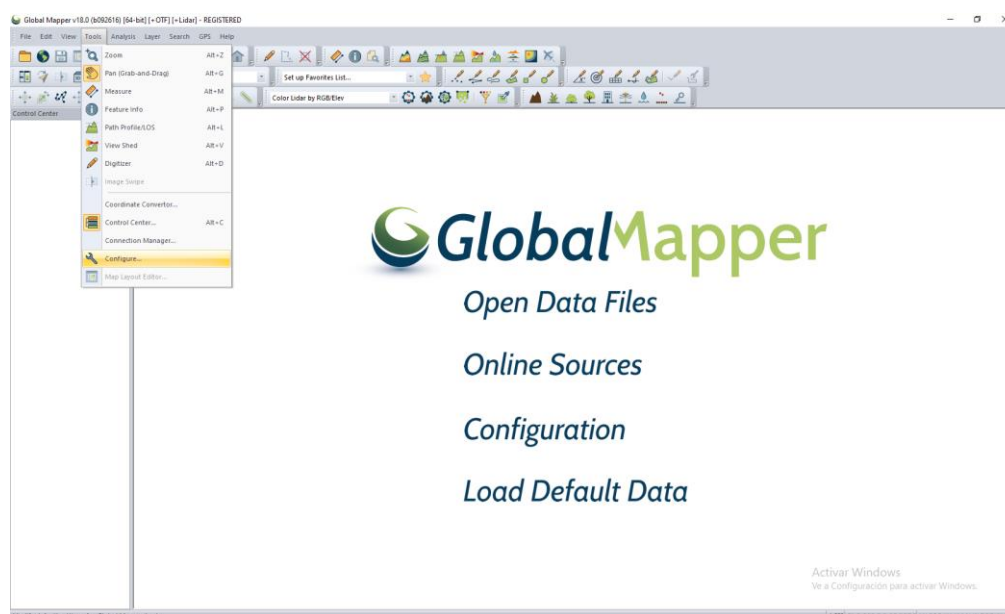 Global Mapper v18.0 (b092616) [64-bit] [+OTF] [+Lidar] - REGISTERED
File Edit View Tools Analysis Layer Search GPS Help
Zoom Alt+Z
Pan (Grab-and-Drag) Alt+G
Set up Favorites List...
Measure Alt+M
Color Lidar by RGB/Elev
Feature Info Alt+P
Control Center
Path Profile/LOS Alt+L
View Shed Alt+V
Digitizer Alt+D
Image Swipe
Coordinate Convertor...
Control Center... Alt+C
Connection Manager...
Configure...
Map Layout Editor...
GlobalMapper
Open Data Files
Online Sources
Configuration
Load Default Data
Activar Windows
Ve a Configuración para activar Windows.